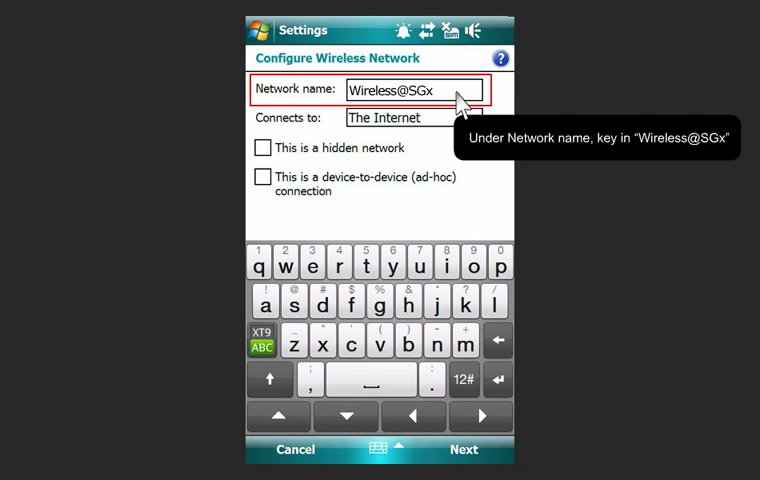 Settings
Configure Wireless Network
?
Network name: Wireless@SGx
Connects to: The Internet
Under Network name, key in “Wireless@SGx”
This is a hidden network
This is a device-to-device (ad-hoc)
connection
1 2 3 4 5 6 7 8 9 0
q w e r t y u i o p
! @ # $ % & * ? /
a s d f g h j k l
XT9 _ " ' ( ) - +
ABC z x c v b n m
; :
, . 12#
Cancel Next